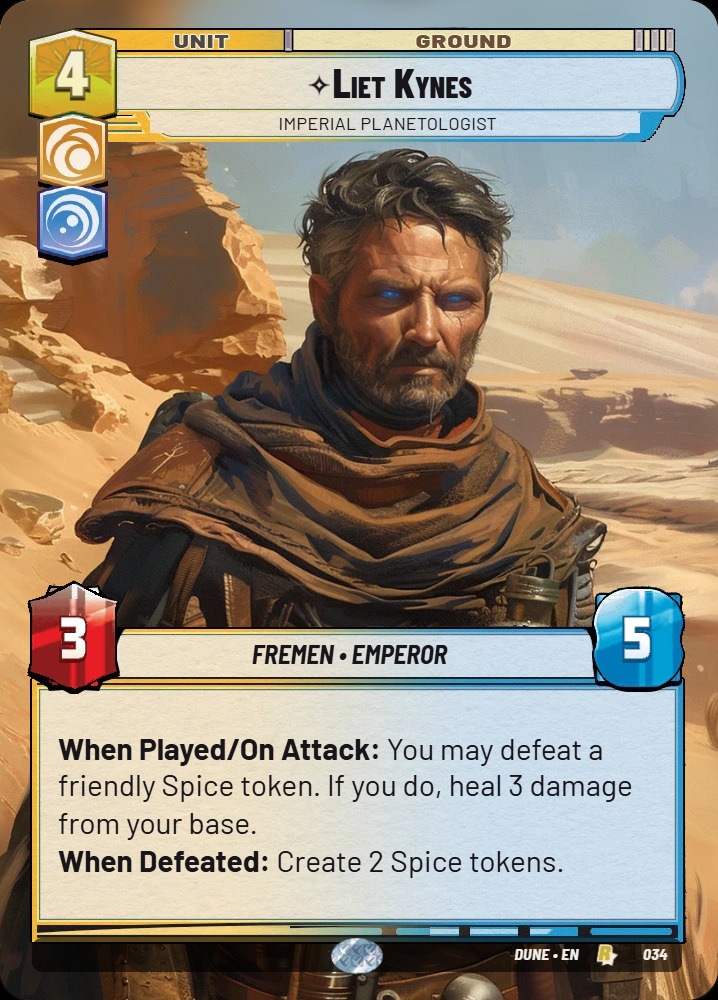 UNIT GROUND
4
✧LIET KYNES
IMPERIAL PLANETOLOGIST
3
FREMEN • EMPEROR
5
When Played/On Attack: You may defeat a
friendly Spice token. If you do, heal 3 damage
from your base.
When Defeated: Create 2 Spice tokens.
DUNE • EN R 034